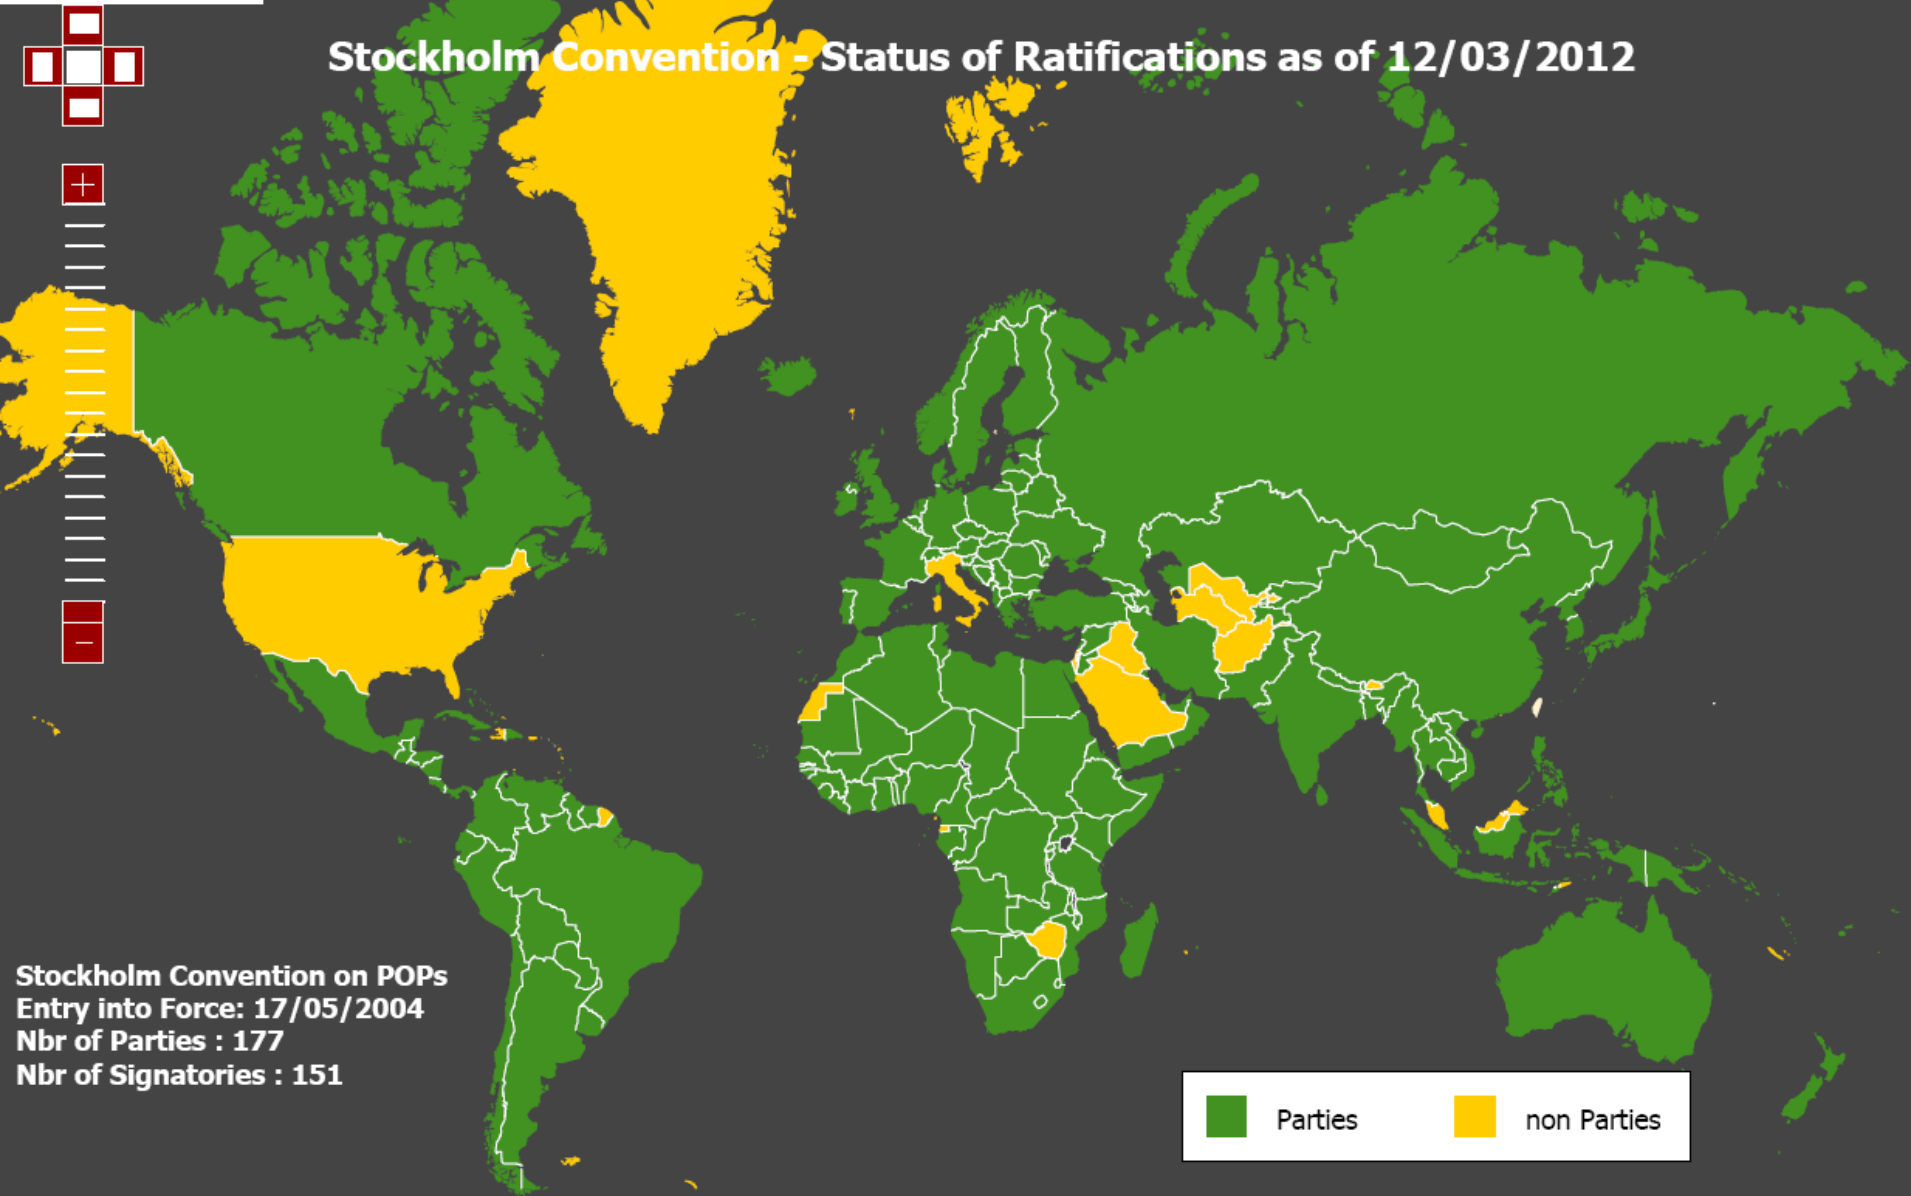 Stockholm Convention - Status of Ratifications as of 12/03/2012
+
-
Stockholm Convention on POPs
Entry into Force: 17/05/2004
Nbr of Parties : 177
Nbr of Signatories : 151
Parties
non Parties